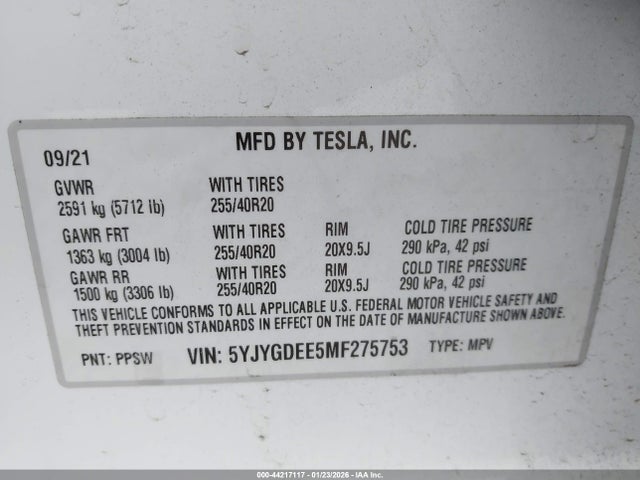 MFD BY TESLA, INC.
09/21
GVWR WITH TIRES
2591 kg (5712 lb) 255/40R20
GAWR FRT WITH TIRES RIM COLD TIRE PRESSURE
1363 kg (3004 lb) 255/40R20 20X9.5J 290 kPa, 42 psi
GAWR RR WITH TIRES RIM COLD TIRE PRESSURE
1500 kg (3306 lb) 255/40R20 20X9.5J 290 kPa, 42 psi
THIS VEHICLE CONFORMS TO ALL APPLICABLE U.S. FEDERAL MOTOR VEHICLE SAFETY AND
THEFT PREVENTION STANDARDS IN EFFECT ON THE DATE OF MANUFACTURE SHOWN ABOVE.
PNT: PPSW VIN: 5YJYGDEE5MF275753 TYPE: MPV
000-44217117 - 01/23/2026 - IAA Inc.